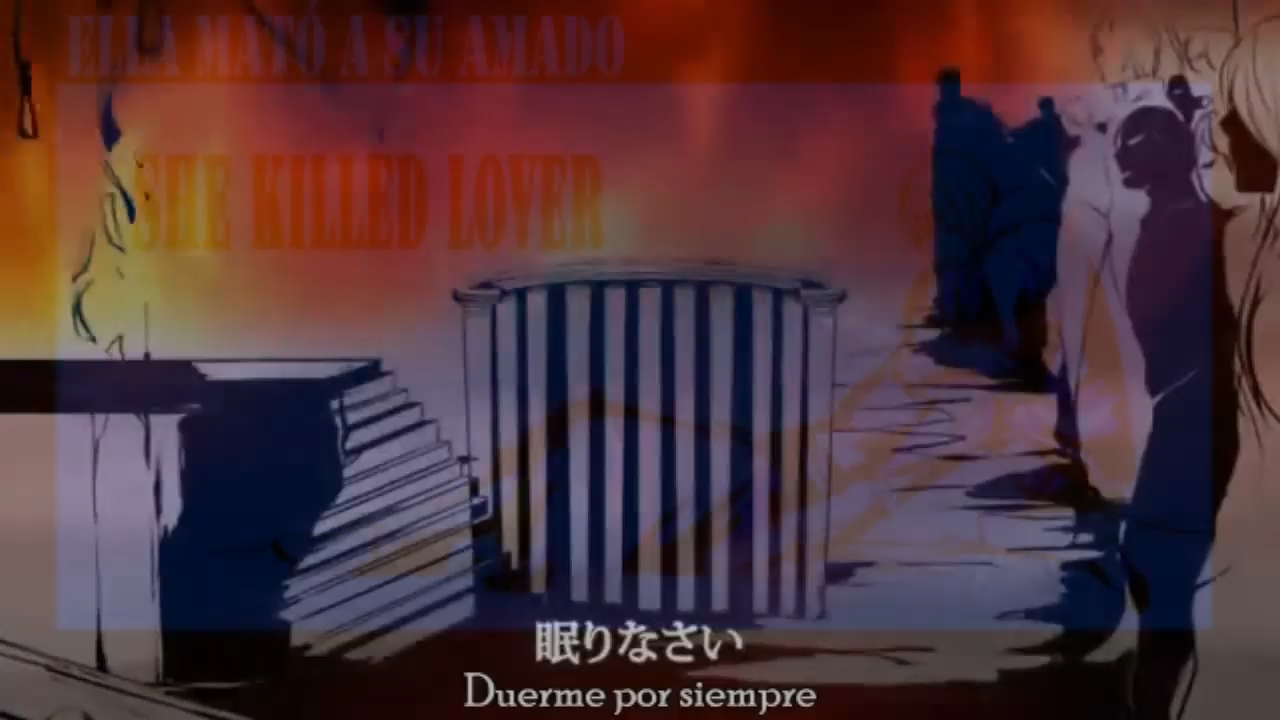 ELLA MATÓ A SU AMADO
SHE KILLED LOVER
眠りなさい
Duerme por siempre